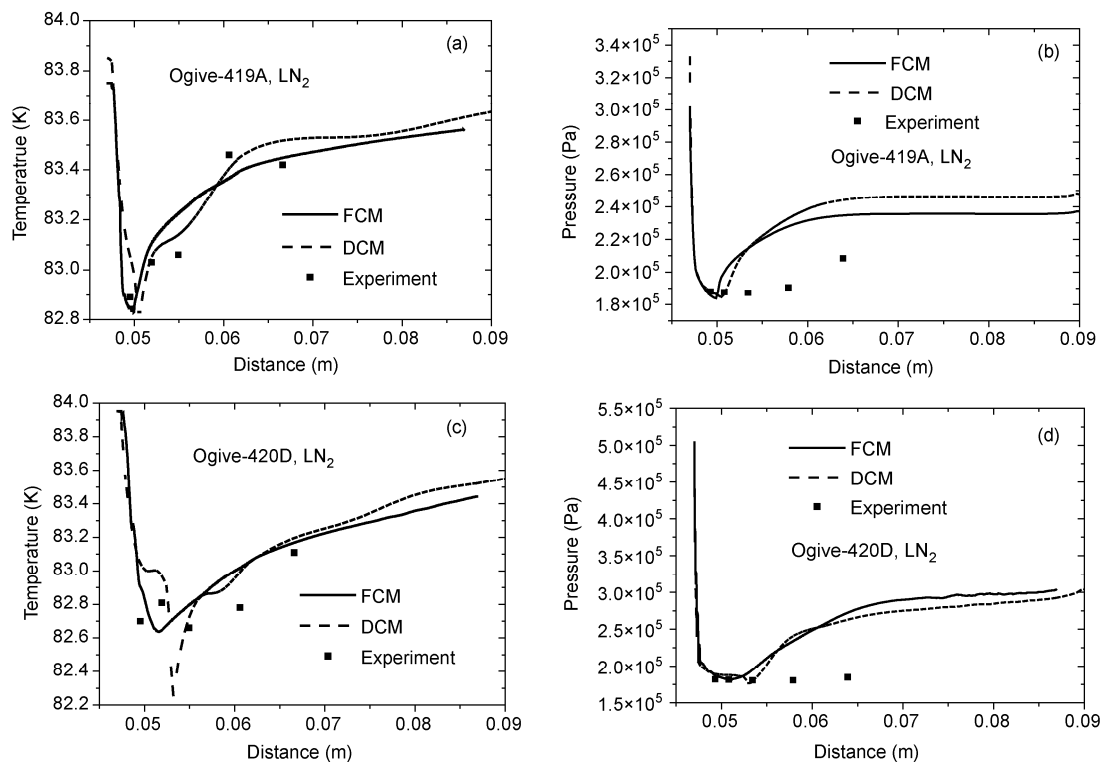 84.0
(a)
83.8
Ogive-419A, LN2
83.6
83.4
83.2
FCM
DCM
83.0
Experiment
82.8
0.05 0.06 0.07 0.08 0.09
Distance (m)
Temperatrue (K)
3.4×10^5
(b)
3.2×10^5
FCM
3.0×10^5
DCM
2.8×10^5
Experiment
2.6×10^5
Ogive-419A, LN2
2.4×10^5
2.2×10^5
2.0×10^5
1.8×10^5
0.05 0.06 0.07 0.08 0.09
Distance (m)
Pressure (Pa)
84.0
(c)
83.8
Ogive-420D, LN2
83.6
83.4
83.2
83.0
82.8
FCM
82.6
DCM
82.4
Experiment
82.2
0.05 0.06 0.07 0.08 0.09
Distance (m)
Temperature (K)
5.5×10^5
(d)
5.0×10^5
FCM
4.5×10^5
DCM
4.0×10^5
Experiment
3.5×10^5
Ogive-420D, LN2
3.0×10^5
2.5×10^5
2.0×10^5
1.5×10^5
0.05 0.06 0.07 0.08 0.09
Distance (m)
Pressure (Pa)